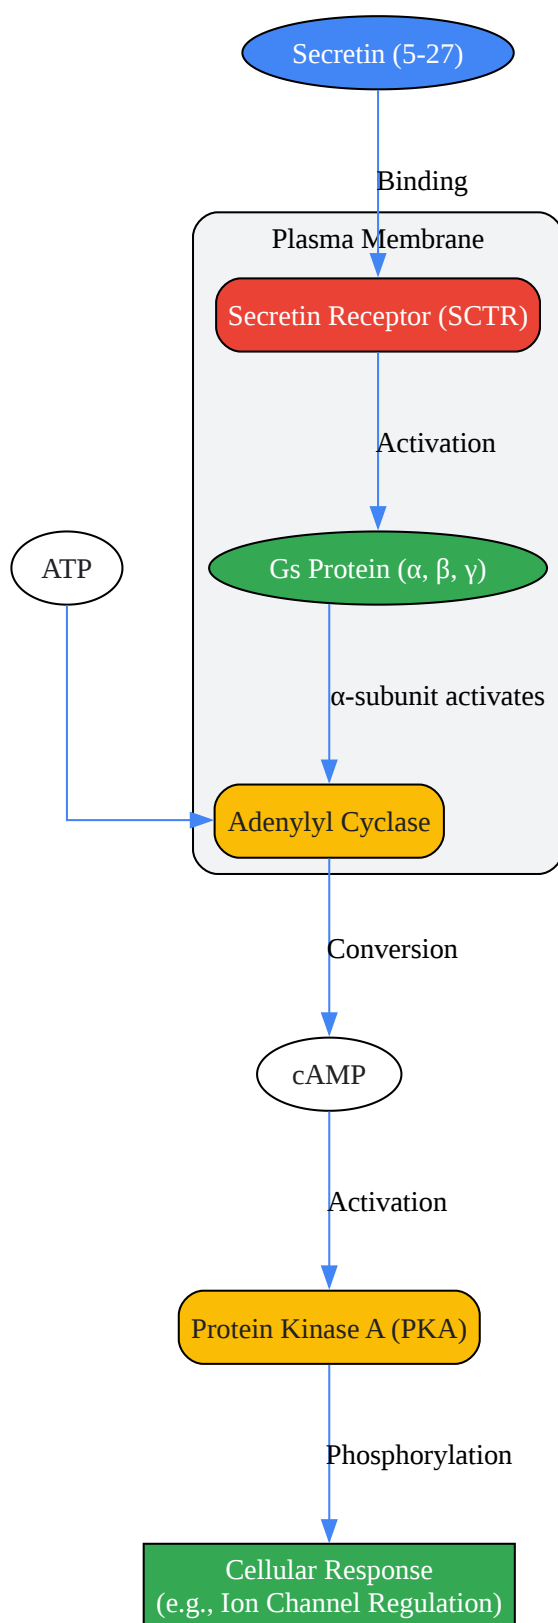 Secretin (5-27)
Binding
Plasma Membrane
Secretin Receptor (SCTR)
Activation
ATP
Gs Protein (α, β, γ)
α-subunit activates
Adenylyl Cyclase
Conversion
cAMP
Activation
Protein Kinase A (PKA)
Phosphorylation
Cellular Response
(e.g., Ion Channel Regulation)